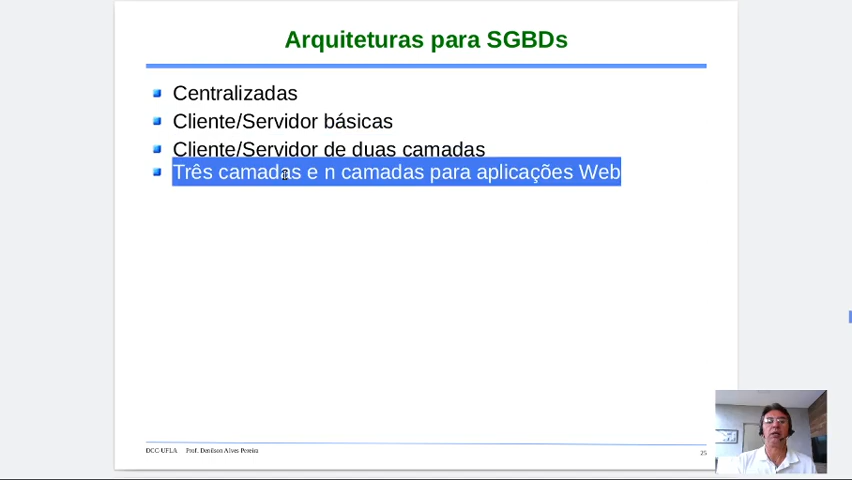 Arquiteturas para SGBDs
Centralizadas
Cliente/Servidor básicas
Cliente/Servidor de duas camadas
Três camadas e n camadas para aplicações Web
DCC-UFLA Prof. Denilson Alves Pereira
25